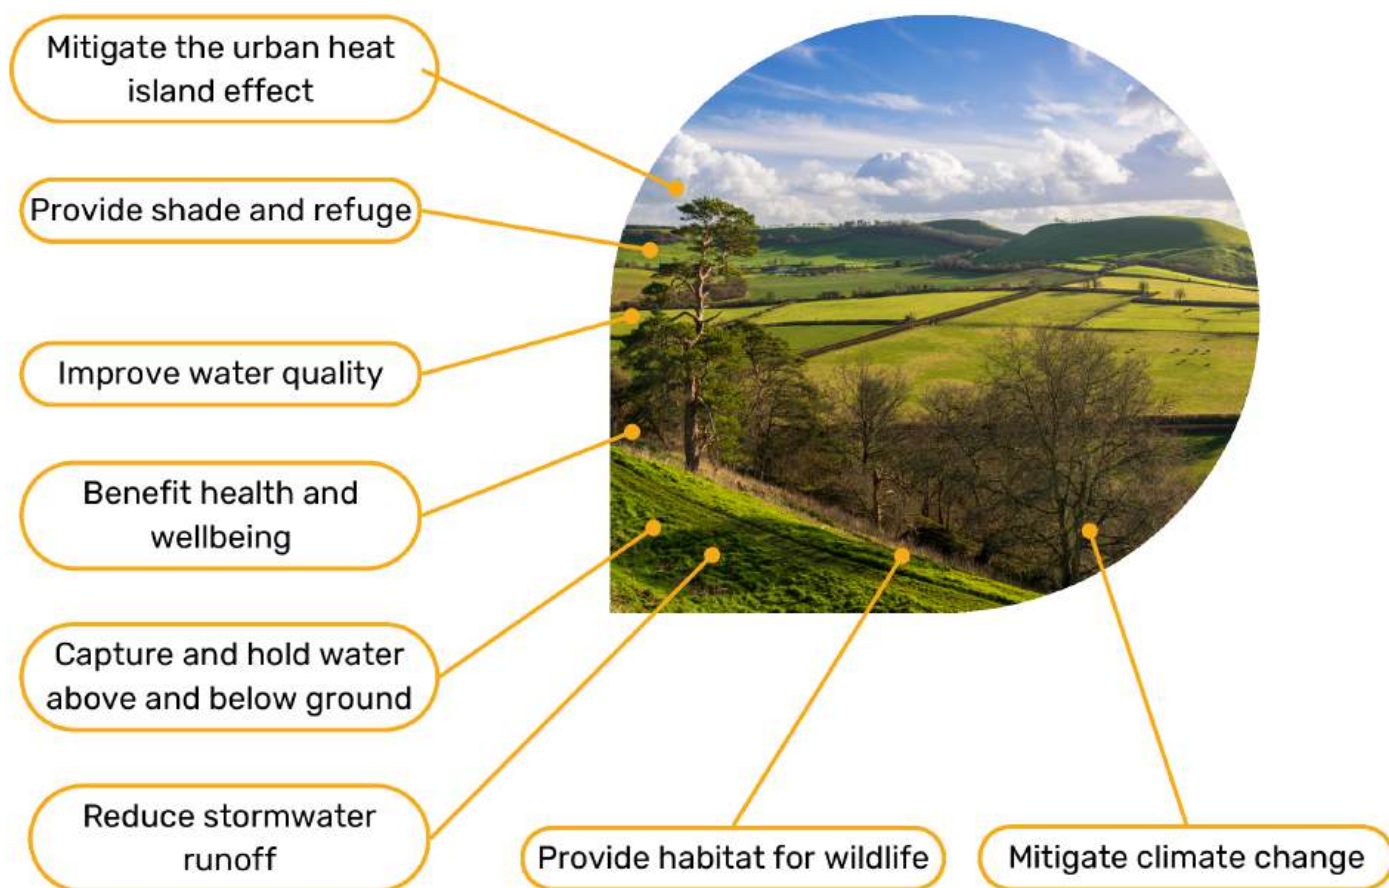 Mitigate the urban heat
island effect
Provide shade and refuge
Improve water quality
Benefit health and
wellbeing
Capture and hold water
above and below ground
Reduce stormwater
runoff
Provide habitat for wildlife
Mitigate climate change